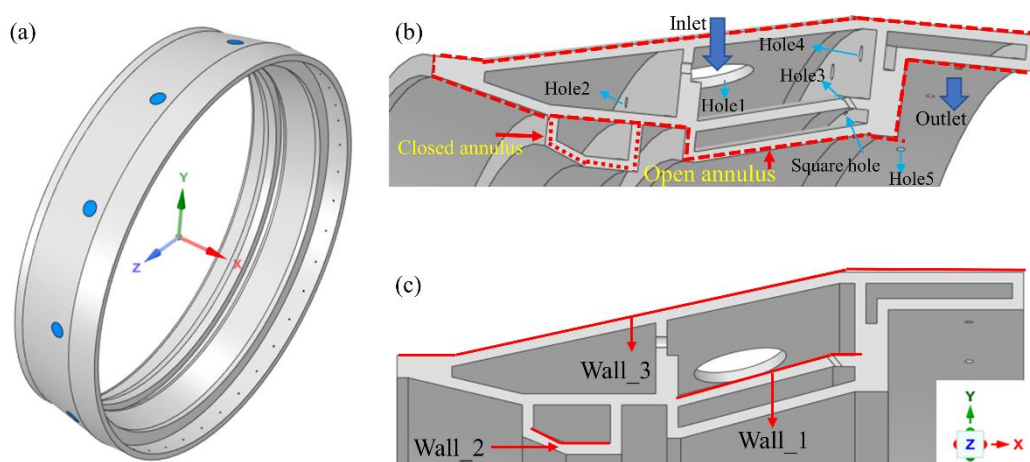 (a)
Y
Z
X
(b)
Inlet
Hole4
Hole3
Hole2
Hole1
Outlet
Closed annulus
Square hole
Open annulus
Hole5
(c)
Wall_3
Wall_2
Wall_1
Y
Z
X